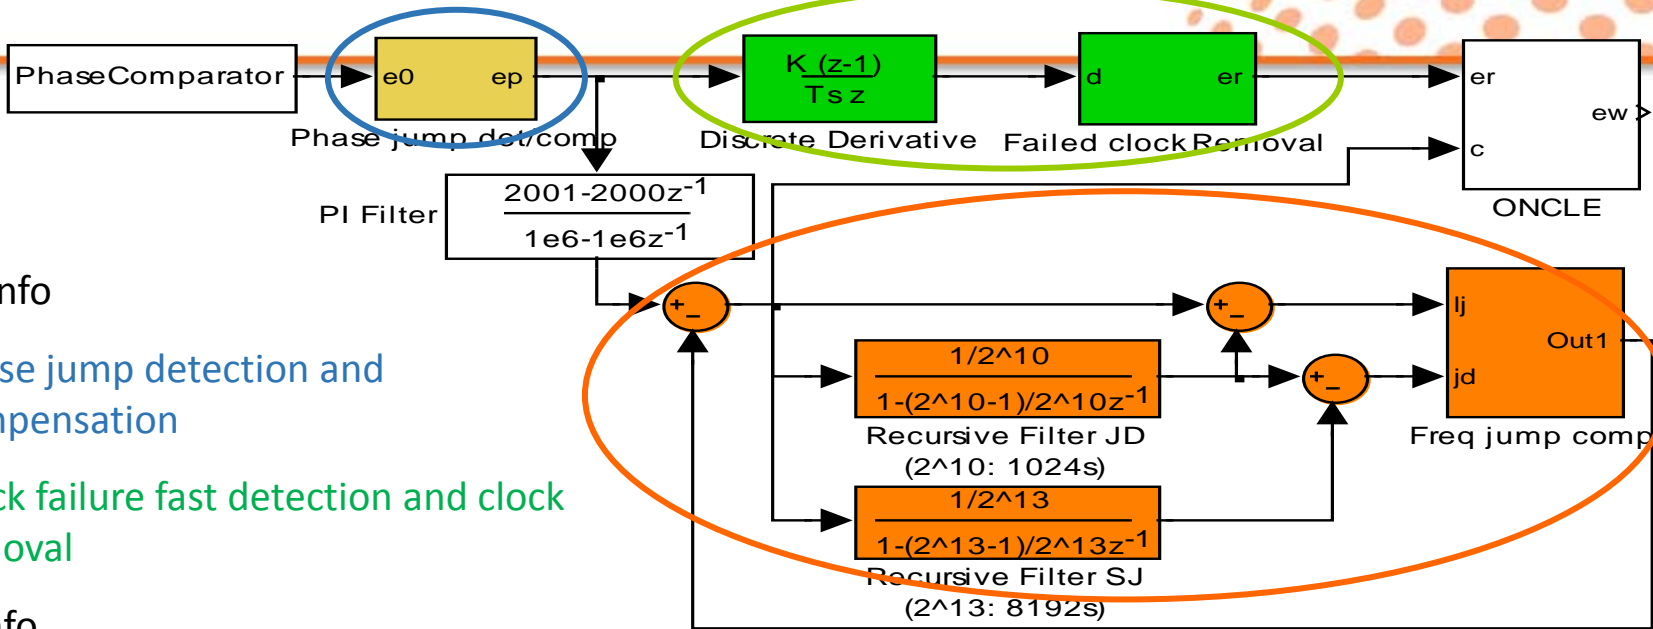 PhaseComparator
e0 ep
Phase jump det/comp
K (z-1)
Ts z
Discrete Derivative
d er
Failed clock Removal
er
ew
c
ONCLE
PI Filter
2001-2000z-1
1e6-1e6z-1
+
-
+
-
+
-
lj
Out1
jd
Freq jump comp
1/2^10
1-(2^10-1)/2^10z-1
Recursive Filter JD
(2^10: 1024s)
1/2^13
1-(2^13-1)/2^13z-1
Recursive Filter SJ
(2^13: 8192s)
nfo
se jump detection and
mpensation
ck failure fast detection and clock
oval